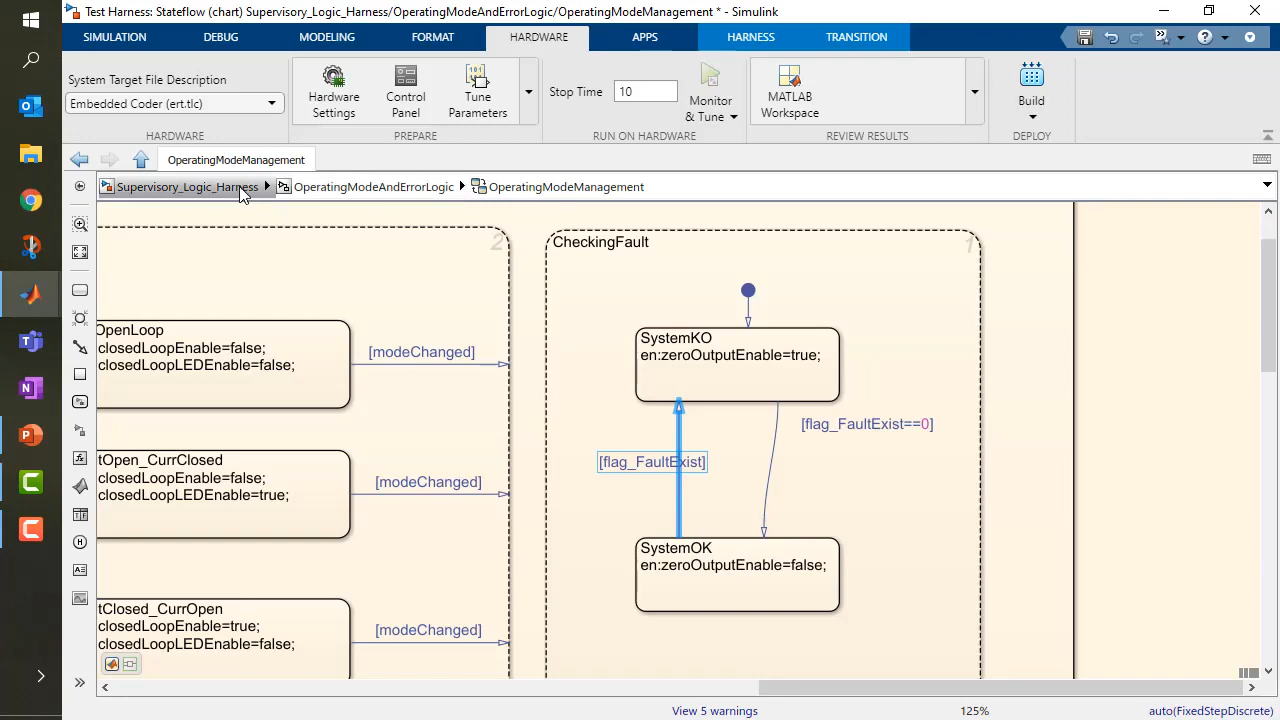 Test Harness: Stateflow (chart) Supervisory_Logic_Harness/OperatingModeAndErrorLogic/OperatingModeManagement * - Simulink
SIMULATION DEBUG MODELING FORMAT HARDWARE APPS HARNESS TRANSITION
System Target File Description
Embedded Coder (ert.tlc)
Hardware Settings
Control Panel
Tune Parameters
Stop Time 10
Monitor & Tune
MATLAB Workspace
Build
HARDWARE PREPARE RUN ON HARDWARE REVIEW RESULTS DEPLOY
OperatingModeManagement
Supervisory_Logic_Harness OperatingModeAndErrorLogic OperatingModeManagement
2
CheckingFault
1
OpenLoop
closedLoopEnable=false;
closedLoopLEDEnable=false;
[modeChanged]
SystemKO
en:zeroOutputEnable=true;
[flag_FaultExist==0]
[flag_FaultExist]
tOpen_CurrClosed
closedLoopEnable=false;
closedLoopLEDEnable=true;
[modeChanged]
SystemOK
en:zeroOutputEnable=false;
tClosed_CurrOpen
closedLoopEnable=true;
closedLoopLEDEnable=false;
[modeChanged]
View 5 warnings 125% auto(FixedStepDiscrete)